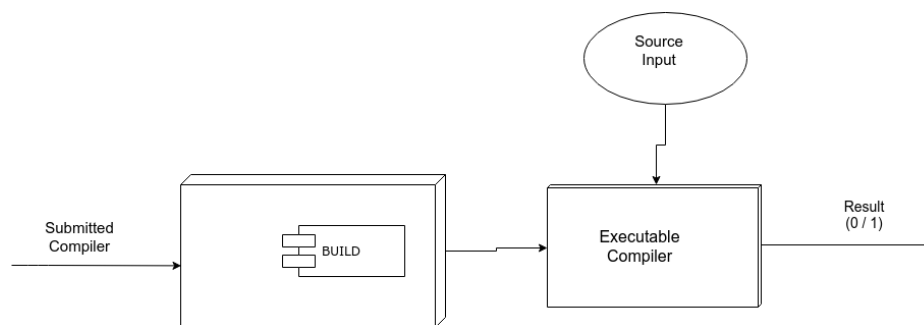 Source
Input
Submitted
Compiler
BUILD
Executable
Compiler
Result
(0 / 1)